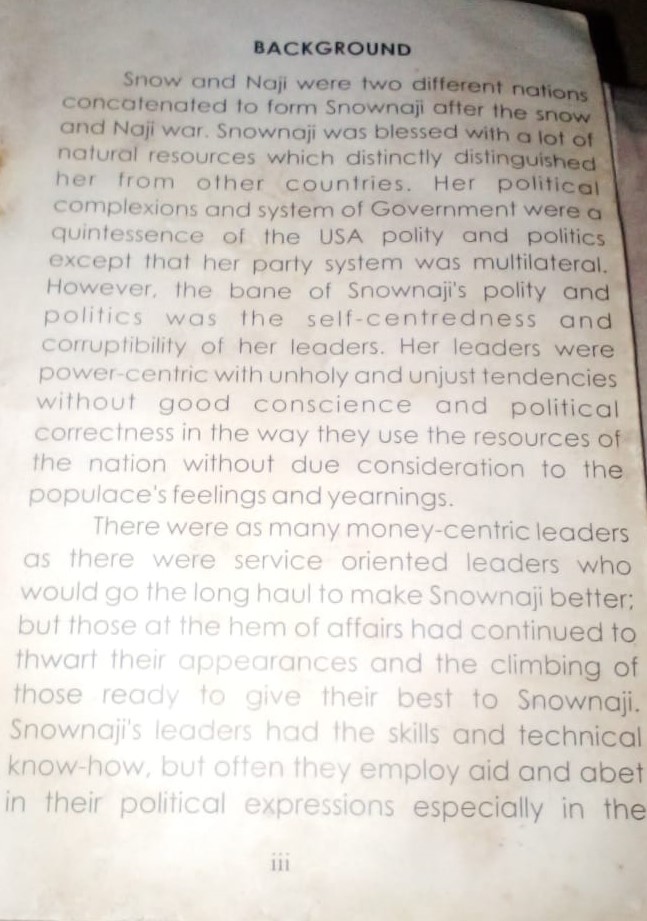 BACKGROUND
Snow and Naji were two different nations
concatenated to form Snownaji after the snow
and Naji war. Snownaji was blessed with a lot of
natural resources which distinctly distinguished
her from other countries. Her political
complexions and system of Government were a
quintessence of the USA polity and politics
except that her party system was multilateral.
However, the bane of Snownaji's polity and
politics was the self-centredness and
corruptibility of her leaders. Her leaders were
power-centric with unholy and unjust tendencies
without good conscience and political
correctness in the way they use the resources of
the nation without due consideration to the
populace's feelings and yearnings.
There were as many money-centric leaders
as there were service oriented leaders who
would go the long haul to make Snownaji better;
but those at the hem of affairs had continued to
thwart their appearances and the climbing of
those ready to give their best to Snownaji.
Snownaji's leaders had the skills and technical
know-how, but often they employ aid and abet
in their political expressions especially in the
iii